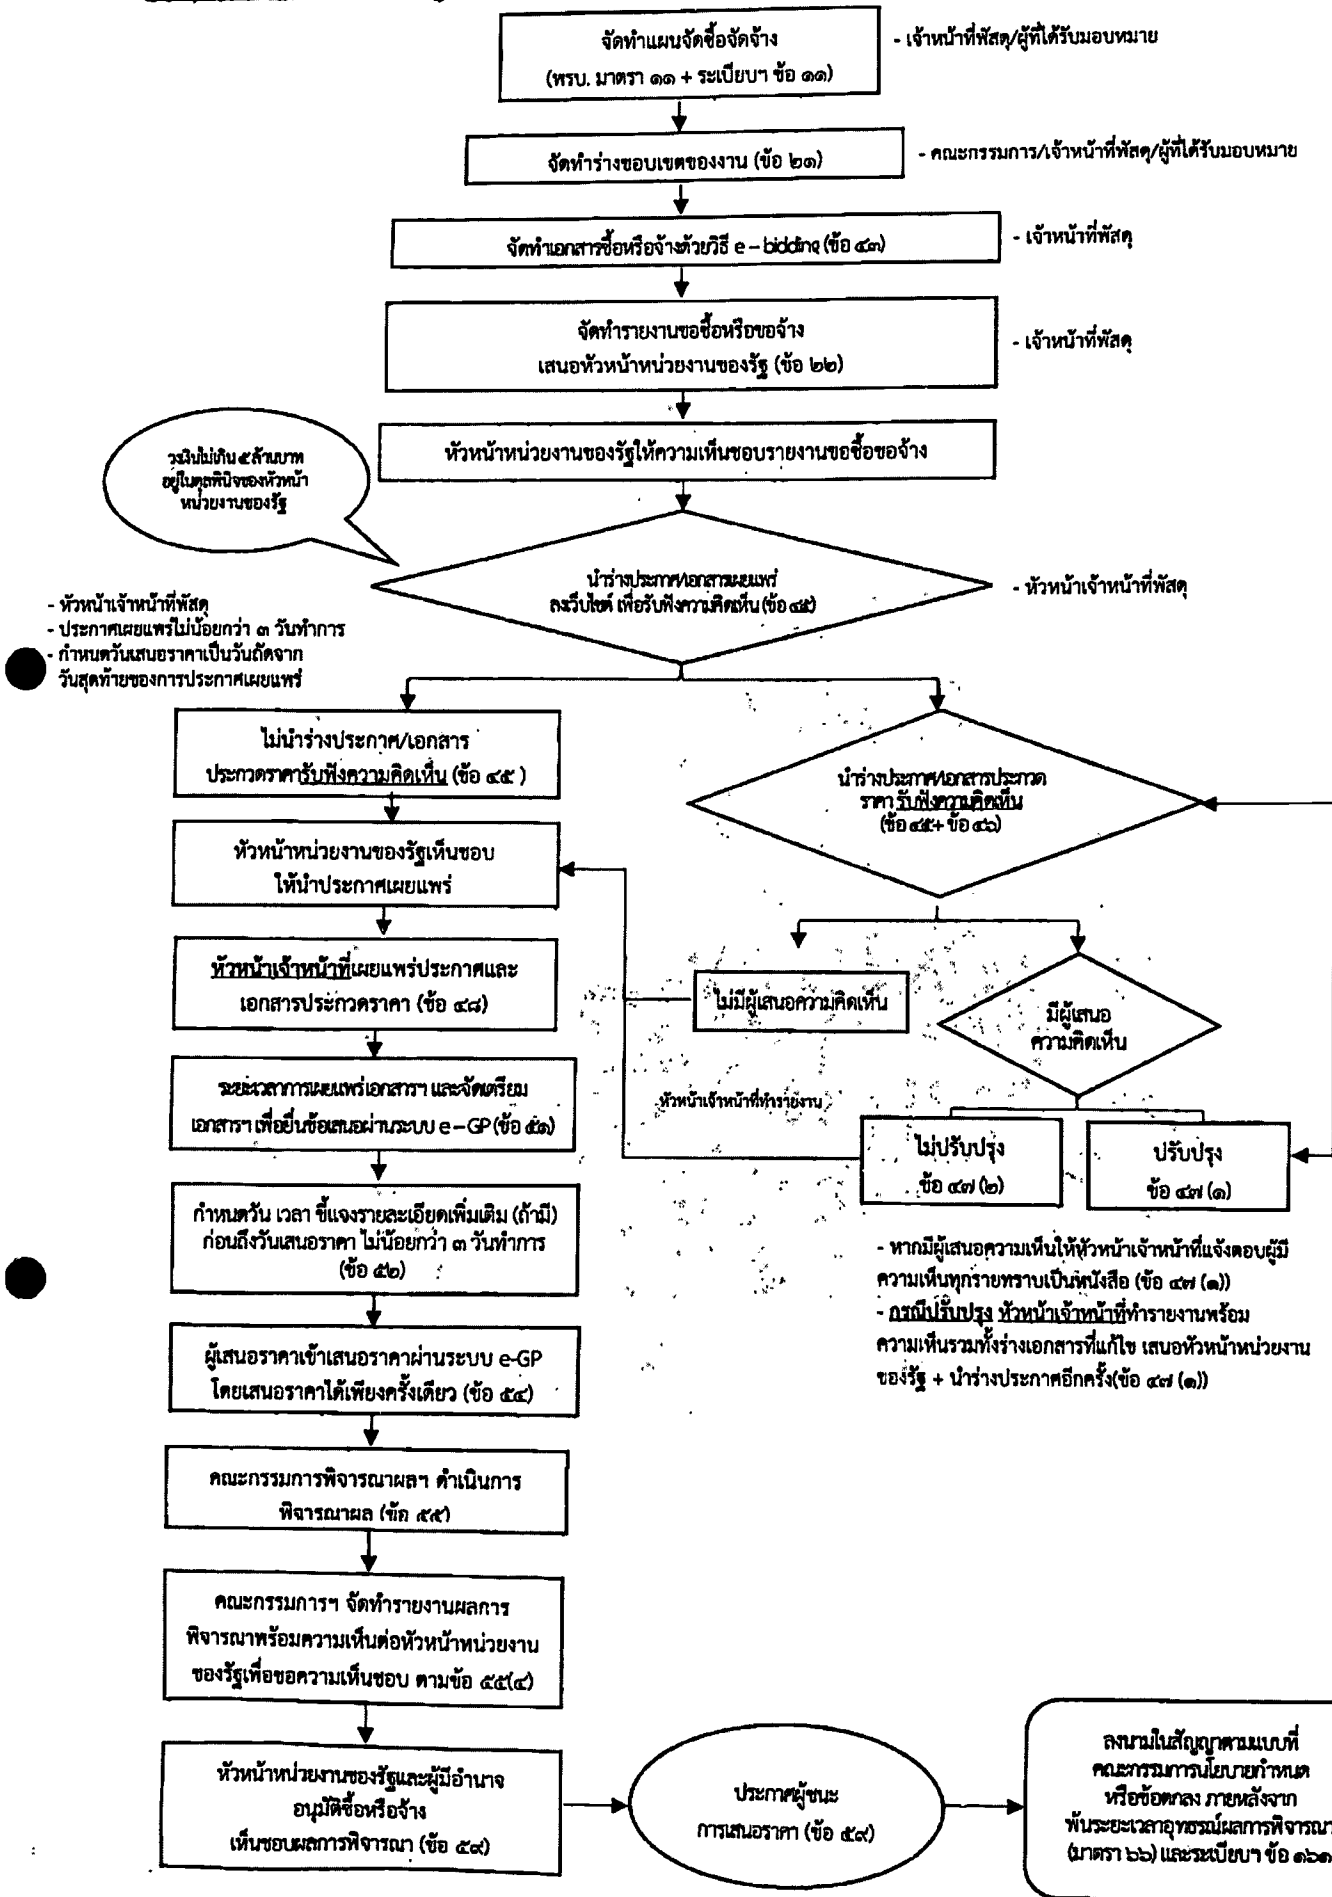 จัดทำแผนจัดซื้อจัดจ้าง
(พรบ. มาตรา ๑๑ + ระเบียบฯ ข้อ ๑๑)
- เจ้าหน้าที่พัสดุ/ผู้ที่ได้รับมอบหมาย
จัดทำร่างขอบเขตของงาน (ข้อ ๒๑)
- คณะกรรมการ/เจ้าหน้าที่พัสดุ/ผู้ที่ได้รับมอบหมาย
จัดทำเอกสารซื้อหรือจ้างด้วยวิธี e – bidding (ข้อ ๔๓)
- เจ้าหน้าที่พัสดุ
จัดทำรายงานขอซื้อหรือขอจ้าง
เสนอหัวหน้าหน่วยงานของรัฐ (ข้อ ๒๒)
- เจ้าหน้าที่พัสดุ
หัวหน้าหน่วยงานของรัฐให้ความเห็นชอบรายงานขอซื้อขอจ้าง
วงเงินไม่เกิน ๕ ล้านบาท
อยู่ในดุลพินิจของหัวหน้า
หน่วยงานของรัฐ
นำร่างประกาศ/เอกสารเผยแพร่
ลงเว็บไซต์ เพื่อรับฟังความคิดเห็น (ข้อ ๔๕)
- หัวหน้าเจ้าหน้าที่พัสดุ
- หัวหน้าเจ้าหน้าที่พัสดุ
- ประกาศเผยแพร่ไม่น้อยกว่า ๓ วันทำการ
- กำหนดวันเสนอราคาเป็นวันถัดจาก
วันสุดท้ายของการประกาศเผยแพร่
ไม่นำร่างประกาศ/เอกสาร
ประกวดราคารับฟังความคิดเห็น (ข้อ ๔๕ )
นำร่างประกาศ/เอกสารประกวด
ราคา รับฟังความคิดเห็น
(ข้อ ๔๕+ ข้อ ๔๖)
หัวหน้าหน่วยงานของรัฐเห็นชอบ
ให้นำประกาศเผยแพร่
หัวหน้าเจ้าหน้าที่เผยแพร่ประกาศและ
เอกสารประกวดราคา (ข้อ ๔๘)
ไม่มีผู้เสนอความคิดเห็น
มีผู้เสนอ
ความคิดเห็น
ระยะเวลาการเผยแพร่เอกสารฯ และจัดเตรียม
เอกสารฯ เพื่อยื่นข้อเสนอผ่านระบบ e – GP (ข้อ ๕๑)
หัวหน้าเจ้าหน้าที่ทำรายงาน
ไม่ปรับปรุง
ข้อ ๔๗ (๒)
ปรับปรุง
ข้อ ๔๗ (๑)
กำหนดวัน เวลา ชี้แจงรายละเอียดเพิ่มเติม (ถ้ามี)
ก่อนถึงวันเสนอราคา ไม่น้อยกว่า ๓ วันทำการ
(ข้อ ๕๒)
- หากมีผู้เสนอความเห็นให้หัวหน้าเจ้าหน้าที่แจ้งตอบผู้มี
ความเห็นทุกรายทราบเป็นหนังสือ (ข้อ ๔๗ (๑))
- กรณีปรับปรุง หัวหน้าเจ้าหน้าที่ทำรายงานพร้อม
ความเห็นรวมทั้งร่างเอกสารที่แก้ไข เสนอหัวหน้าหน่วยงาน
ของรัฐ + นำร่างประกาศอีกครั้ง(ข้อ ๔๗ (๑))
ผู้เสนอราคาเข้าเสนอราคาผ่านระบบ e-GP
โดยเสนอราคาได้เพียงครั้งเดียว (ข้อ ๕๔)
คณะกรรมการพิจารณาผลฯ ดำเนินการ
พิจารณาผล (ข้อ ๕๕)
คณะกรรมการฯ จัดทำรายงานผลการ
พิจารณาพร้อมความเห็นต่อหัวหน้าหน่วยงาน
ของรัฐเพื่อขอความเห็นชอบ ตามข้อ ๕๕(๔)
หัวหน้าหน่วยงานของรัฐและผู้มีอำนาจ
อนุมัติซื้อหรือจ้าง
เห็นชอบผลการพิจารณา (ข้อ ๕๙)
ประกาศผู้ชนะ
การเสนอราคา (ข้อ ๕๙)
ลงนามในสัญญาตามแบบที่
คณะกรรมการนโยบายกำหนด
หรือข้อตกลง ภายหลังจาก
พ้นระยะเวลาอุทธรณ์ผลการพิจารณา
(มาตรา ๖๖) และระเบียบฯ ข้อ ๑๖๑